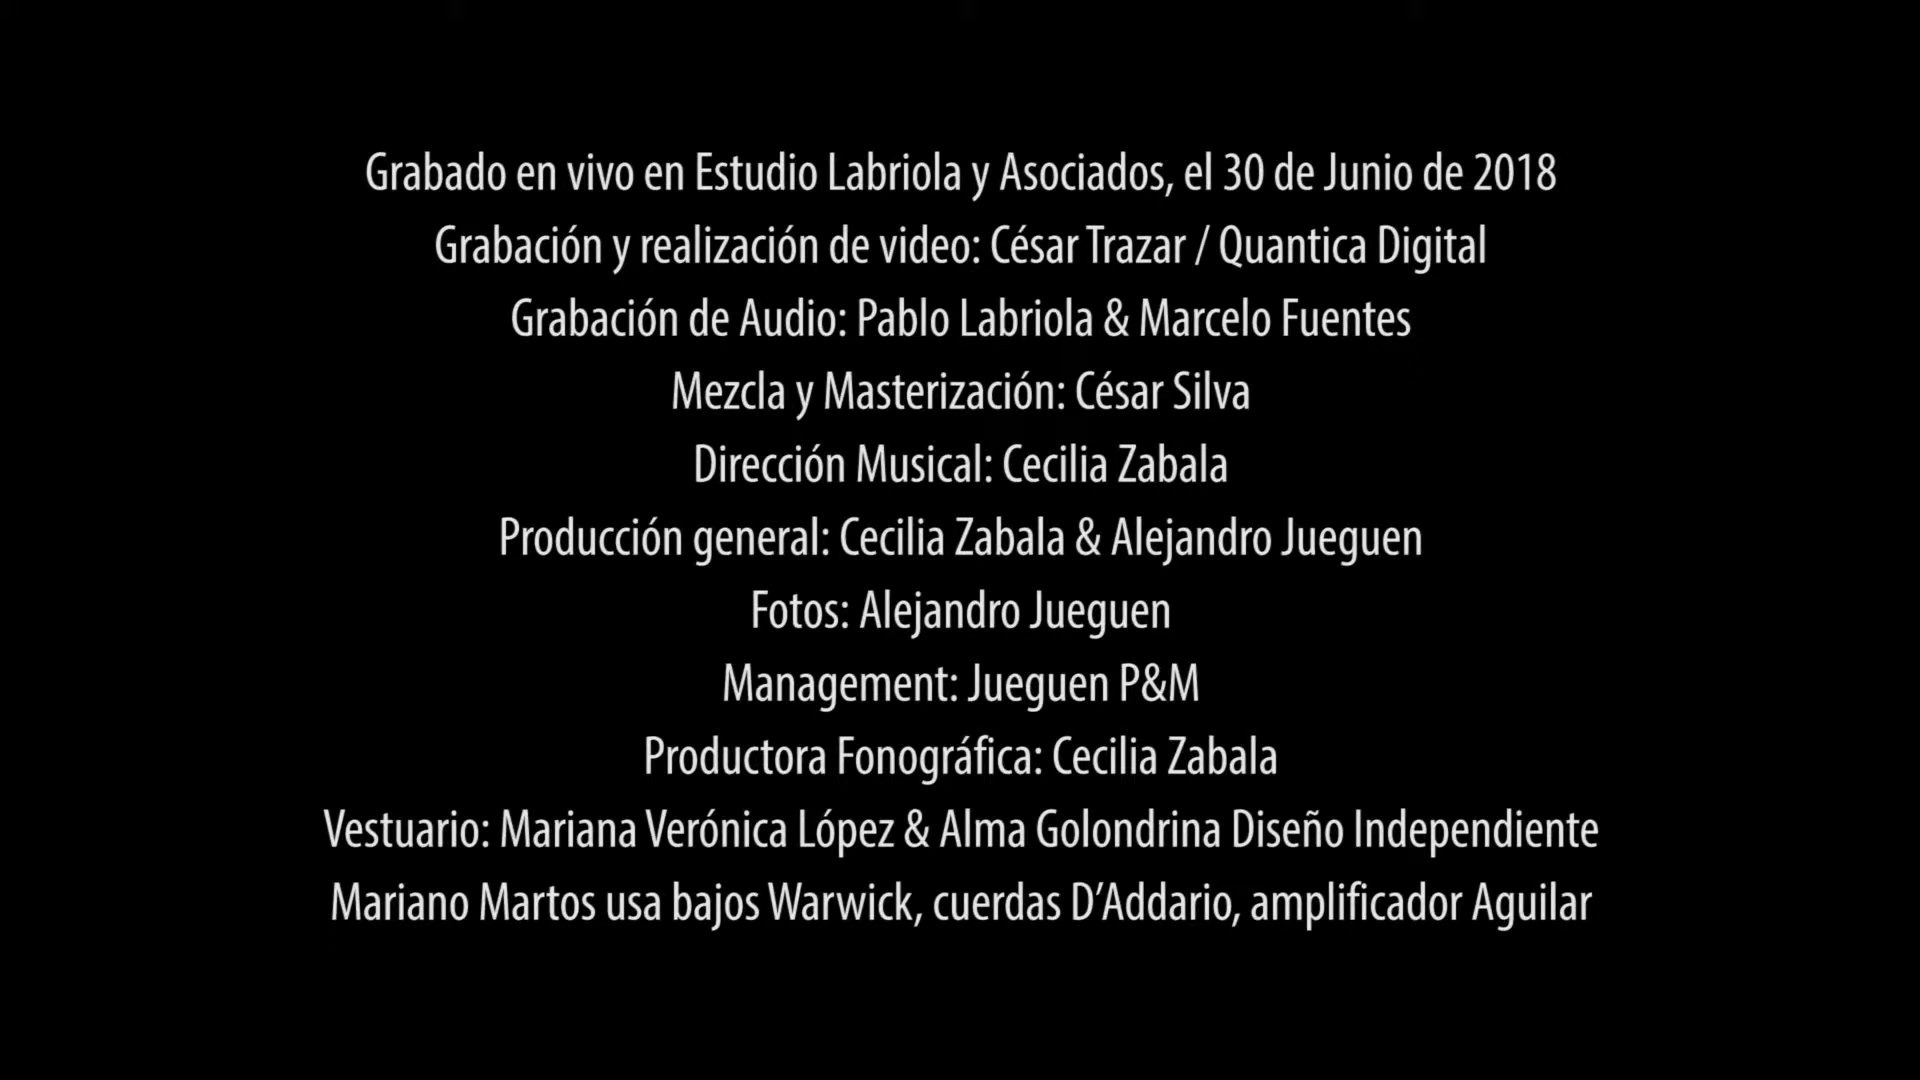 Grabado en vivo en Estudio Labriola y Asociados, el 30 de Junio de 2018
Grabación y realización de video: César Trazar / Quantica Digital
Grabación de Audio: Pablo Labriola & Marcelo Fuentes
Mezcla y Masterización: César Silva
Dirección Musical: Cecilia Zabala
Producción general: Cecilia Zabala & Alejandro Jueguen
Fotos: Alejandro Jueguen
Management: Jueguen P&M
Productora Fonográfica: Cecilia Zabala
Vestuario: Mariana Verónica López & Alma Golondrina Diseño Independiente
Mariano Martos usa bajos Warwick, cuerdas D’Addario, amplificador Aguilar